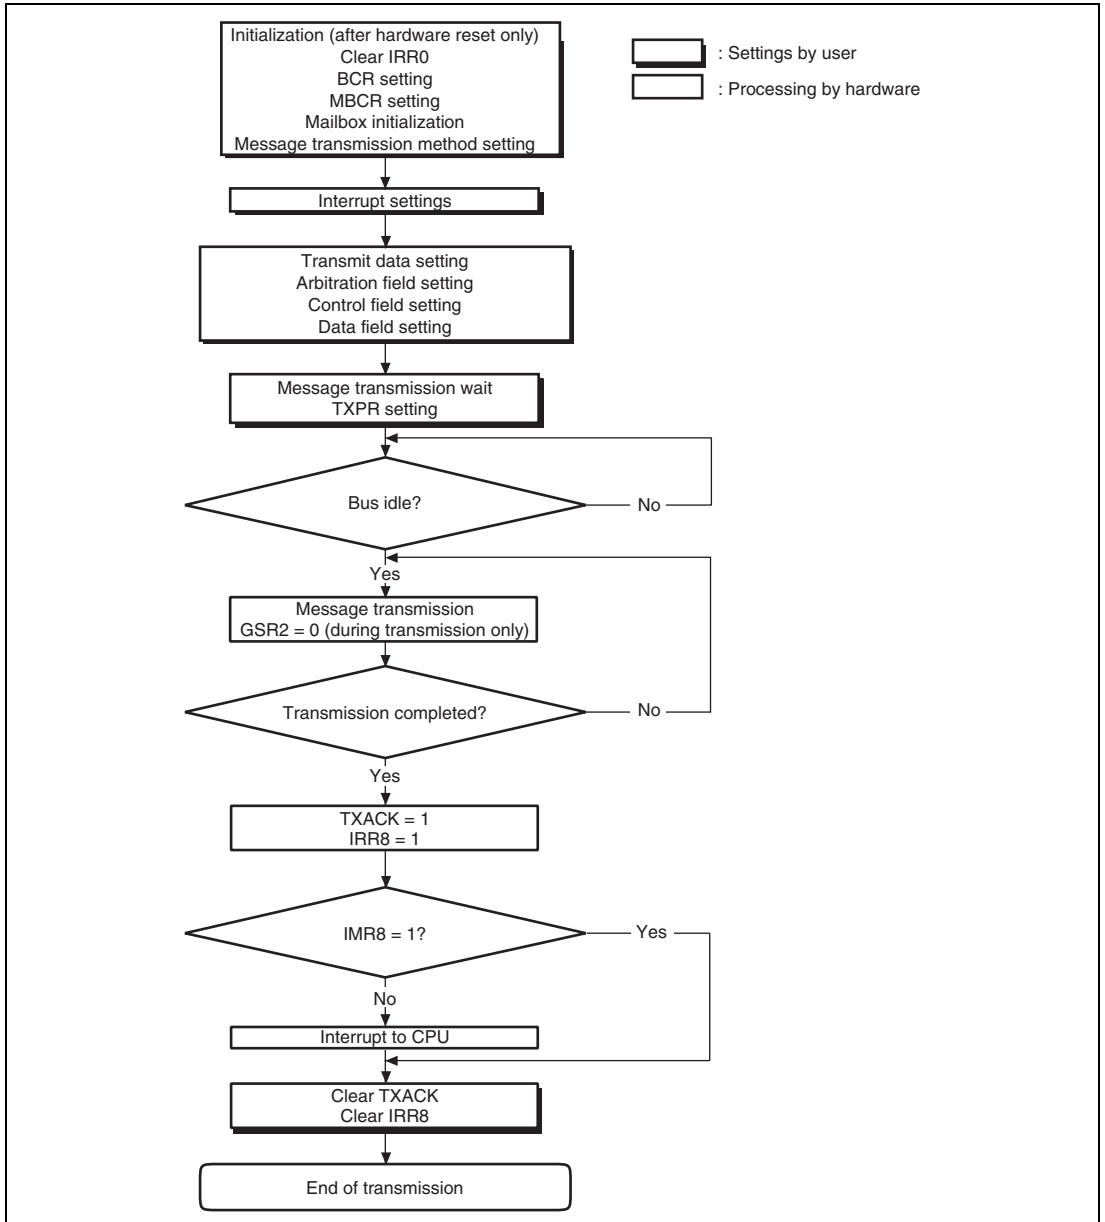 Initialization (after hardware reset only)
Clear IRR0
BCR setting
MBCR setting
Mailbox initialization
Message transmission method setting
: Settings by user
: Processing by hardware
Interrupt settings
Transmit data setting
Arbitration field setting
Control field setting
Data field setting
Message transmission wait
TXPR setting
Bus idle?
No
Yes
Message transmission
GSR2 = 0 (during transmission only)
Transmission completed?
No
Yes
TXACK = 1
IRR8 = 1
IMR8 = 1?
Yes
No
Interrupt to CPU
Clear TXACK
Clear IRR8
End of transmission